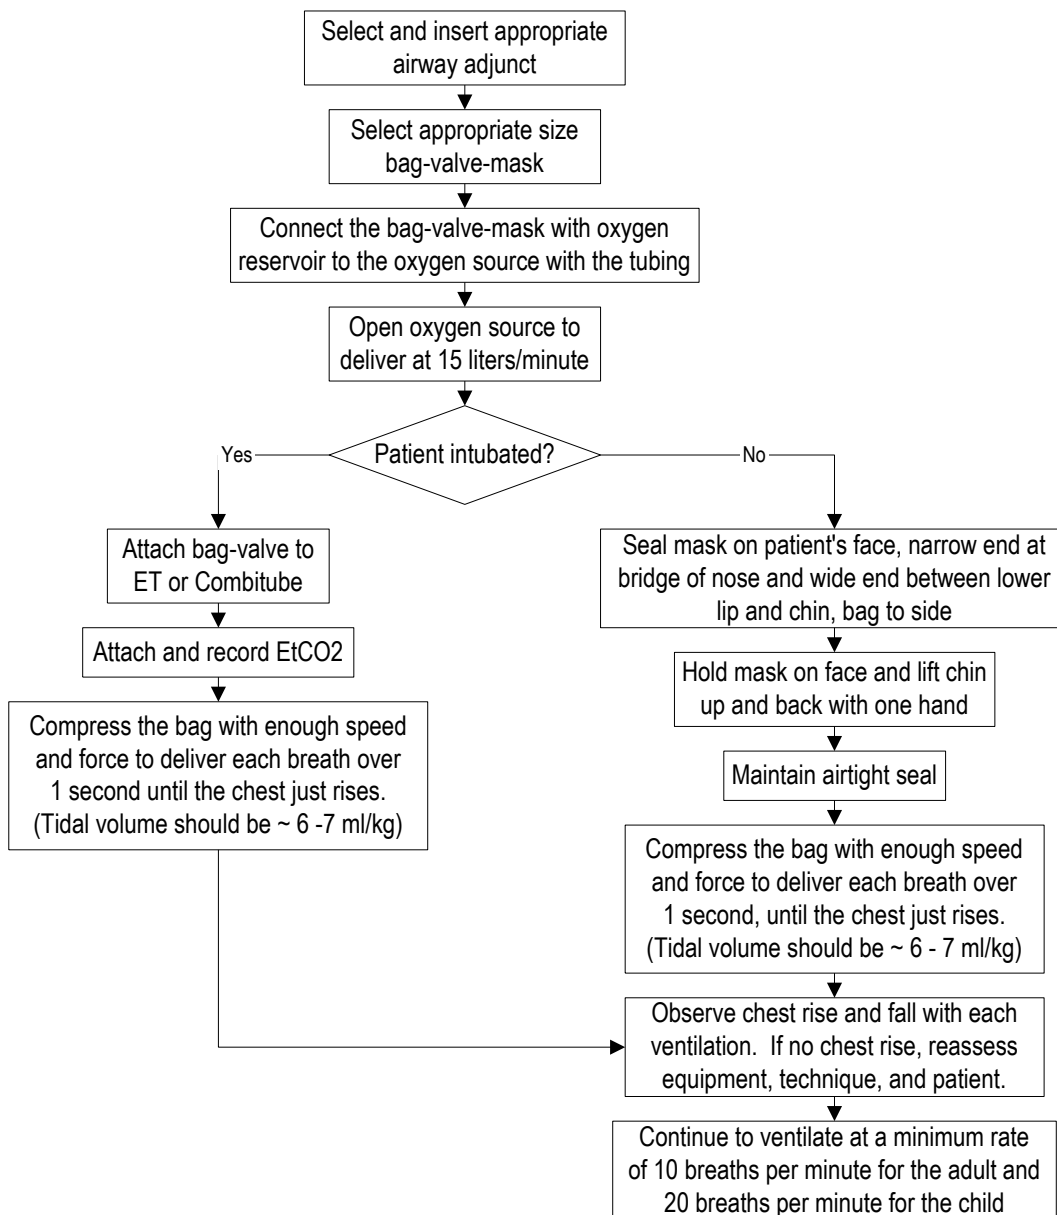 Select and insert appropriate
airway adjunct
Select appropriate size
bag-valve-mask
Connect the bag-valve-mask with oxygen
reservoir to the oxygen source with the tubing
Open oxygen source to
deliver at 15 liters/minute
Patient intubated?
Yes
No
Attach bag-valve to
ET or Combitube
Attach and record EtCO2
Compress the bag with enough speed
and force to deliver each breath over
1 second until the chest just rises.
(Tidal volume should be ~ 6 -7 ml/kg)
Seal mask on patient's face, narrow end at
bridge of nose and wide end between lower
lip and chin, bag to side
Hold mask on face and lift chin
up and back with one hand
Maintain airtight seal
Compress the bag with enough speed
and force to deliver each breath over
1 second, until the chest just rises.
(Tidal volume should be ~ 6 - 7 ml/kg)
Observe chest rise and fall with each
ventilation.  If no chest rise, reassess
equipment, technique, and patient.
Continue to ventilate at a minimum rate
of 10 breaths per minute for the adult and
20 breaths per minute for the child